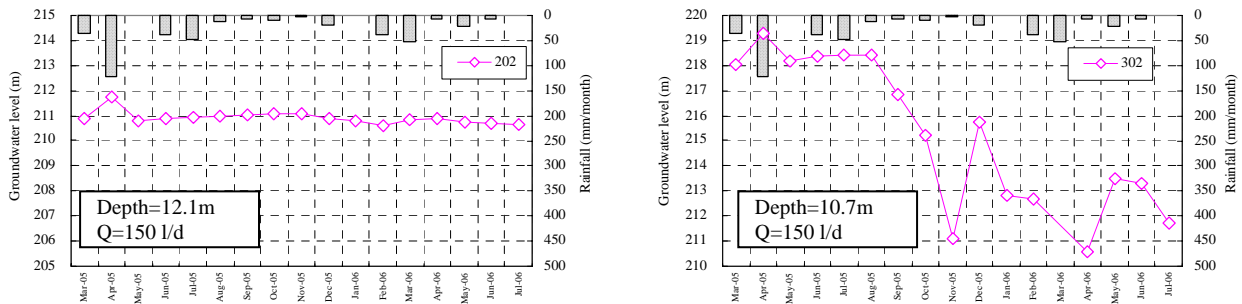 215
214
213
212
211
210
209
208
207
206
205
Groundwater level (m)
0
50
100
150
200
250
300
350
400
450
500
Rainfall (mm/month)
202
Depth=12.1m
Q=150 l/d
Mar-05
Apr-05
May-05
Jun-05
Jul-05
Aug-05
Sep-05
Oct-05
Nov-05
Dec-05
Jan-06
Feb-06
Mar-06
Apr-06
May-06
Jun-06
Jul-06
220
219
218
217
216
215
214
213
212
211
210
Groundwater level (m)
0
50
100
150
200
250
300
350
400
450
500
Rainfall (mm/month)
302
Depth=10.7m
Q=150 l/d
Mar-05
Apr-05
May-05
Jun-05
Jul-05
Aug-05
Sep-05
Oct-05
Nov-05
Dec-05
Jan-06
Feb-06
Mar-06
Apr-06
May-06
Jun-06
Jul-06